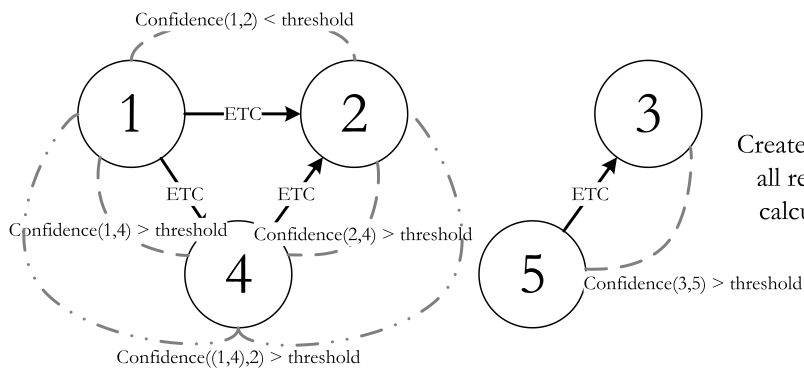 Confidence(1,2) < threshold
1
ETC
2
3
ETC
ETC
ETC
Create
all re
calcu
Confidence(1,4) > threshold
Confidence(2,4) > threshold
4
5
Confidence(3,5) > threshold
Confidence((1,4),2) > threshold